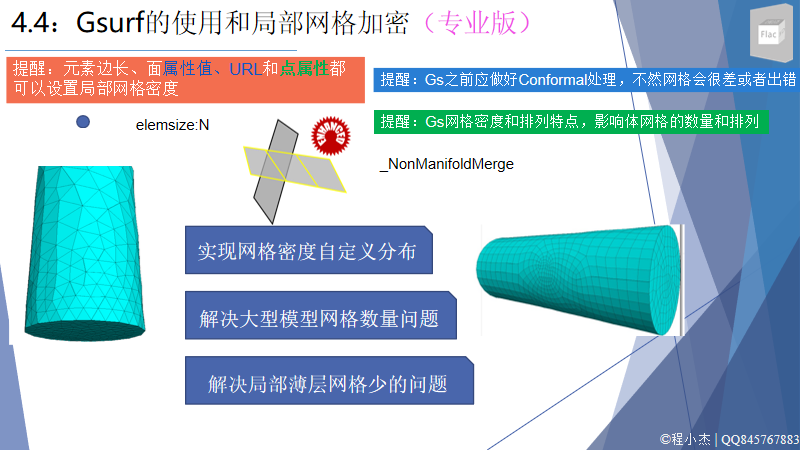 4.4：Gsurf的使用和局部网格加密（专业版）
Flac
提醒：元素边长、面属性值、URL和点属性都
可以设置局部网格密度
提醒：Gs之前应做好Conformal处理，不然网格会很差或者出错
elemsize:N
提醒：Gs网格密度和排列特点，影响体网格的数量和排列
_NonManifoldMerge
实现网格密度自定义分布
解决大型模型网格数量问题
解决局部薄层网格少的问题
©程小杰 | QQ845767883